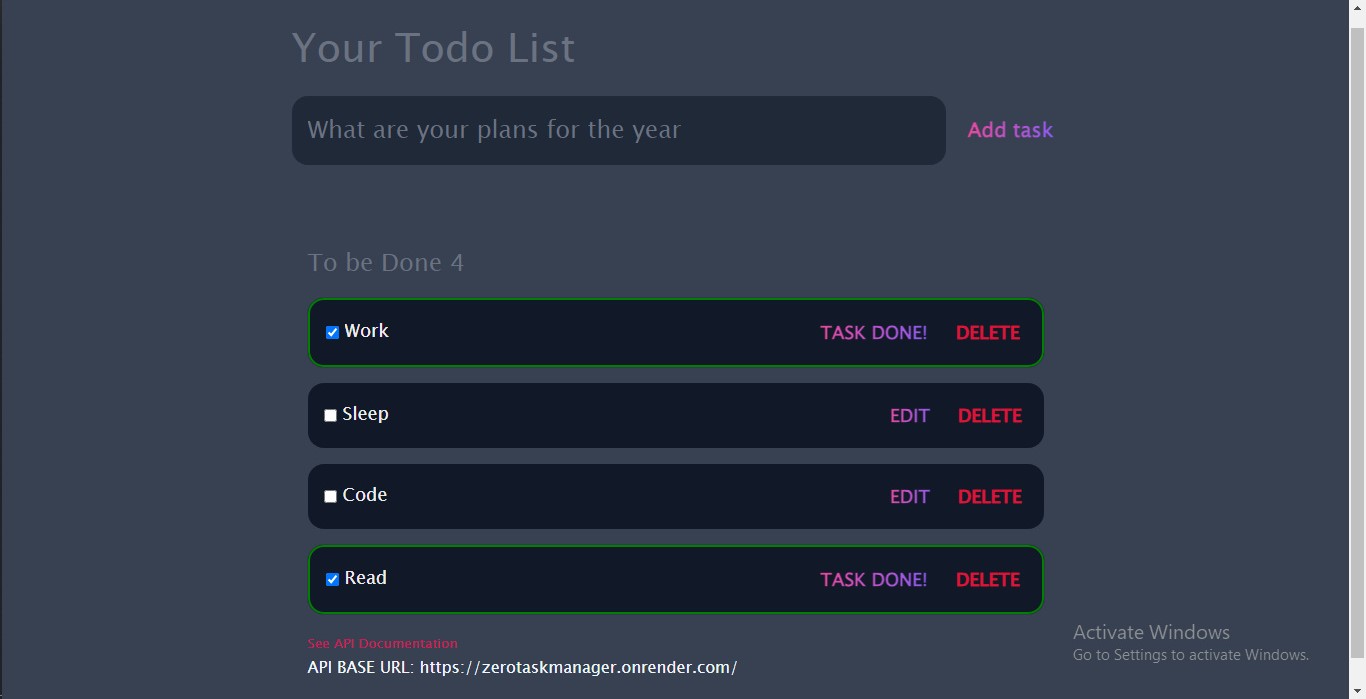 Your Todo List
What are your plans for the year
Add task
To be Done 4
Work TASK DONE! DELETE
Sleep EDIT DELETE
Code EDIT DELETE
Read TASK DONE! DELETE
See API Documentation
API BASE URL: https://zerotaskmanager.onrender.com/
Activate Windows
Go to Settings to activate Windows.